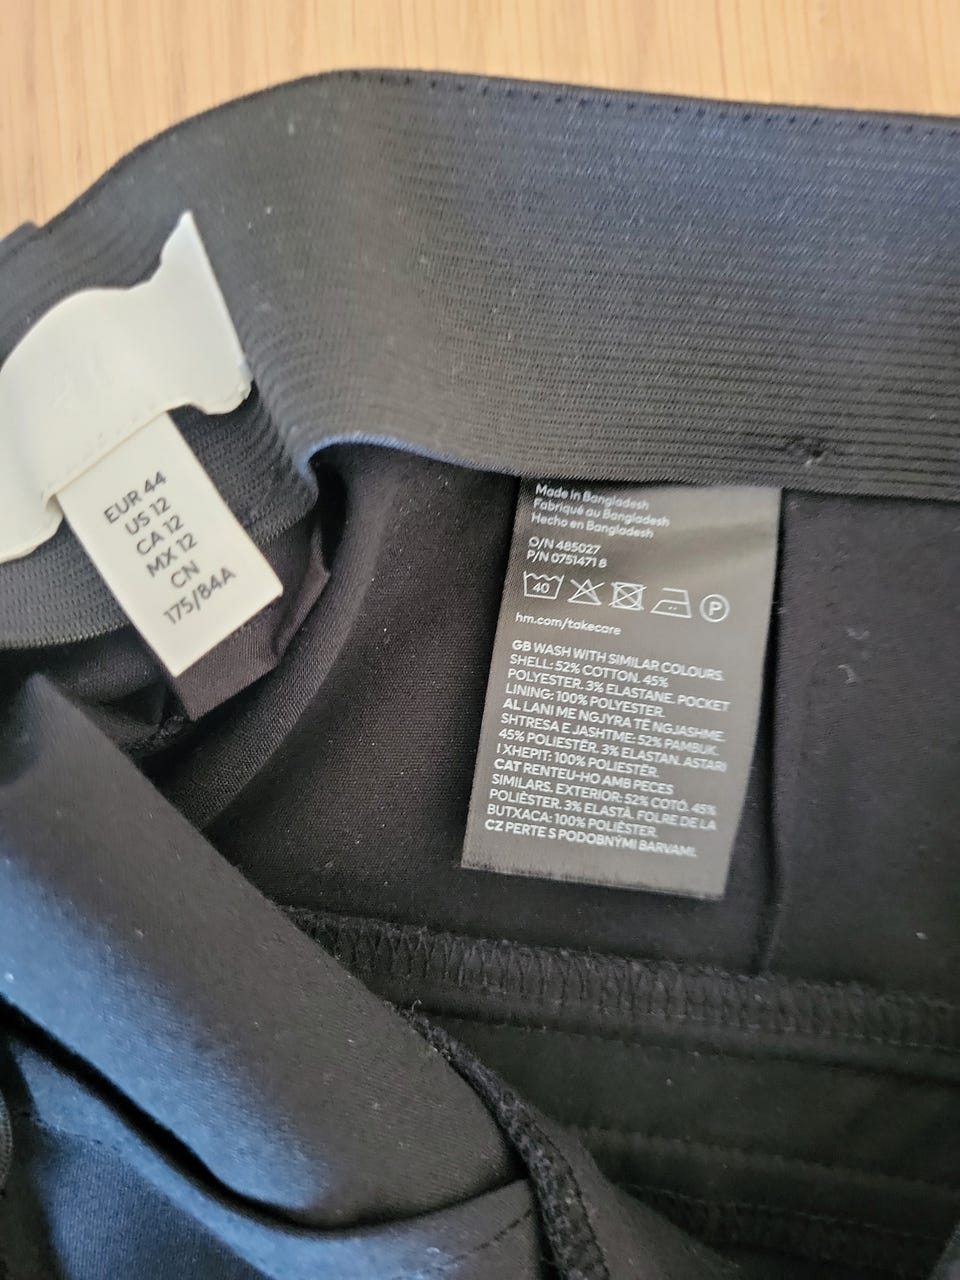 EUR 44
US 12
CA 12
MX 12
CN
175/84A
Made in Bangladesh
Fabriqué au Bangladesh
Hecho en Bangladesh
O/N 485027
P/N 0751471 8
40
P
hm.com/takecare
GB WASH WITH SIMILAR COLOURS.
SHELL: 52% COTTON. 45%
POLYESTER. 3% ELASTANE. POCKET
LINING: 100% POLYESTER.
AL LANI ME NGJYRA TË NGJASHME.
SHTRESA E JASHTME: 52% PAMBUK.
45% POLIESTËR. 3% ELASTAN. ASTARI
I XHEPIT: 100% POLIESTËR.
CAT RENTEU-HO AMB PECES
SIMILARS. EXTERIOR: 52% COTÓ. 45%
POLIÈSTER. 3% ELASTÀ. FOLRE DE LA
BUTXACA: 100% POLIÈSTER.
CZ PERTE S PODOBNÝMI BARVAMI.